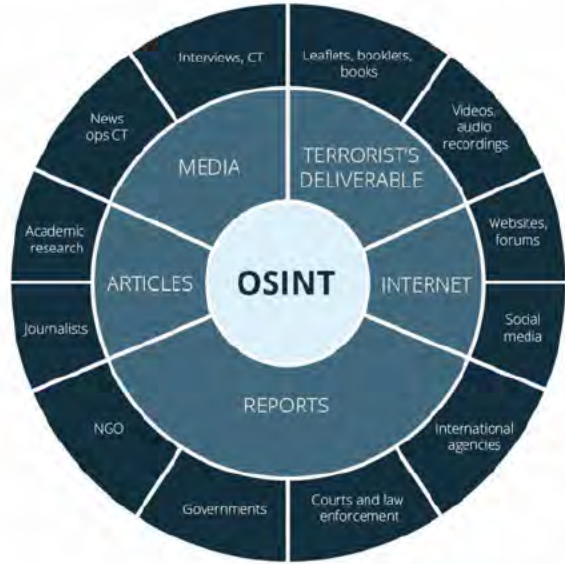 Interviews, CT
Leaflets, booklets,
books
News
ops CT
Videos,
audio
recordings
MEDIA
TERRORIST'S
DELIVERABLE
Academic
research
Websites,
forums
ARTICLES
OSINT
INTERNET
Journalists
Social
media
REPORTS
NGO
International
agencies
Governments
Courts and law
enforcement